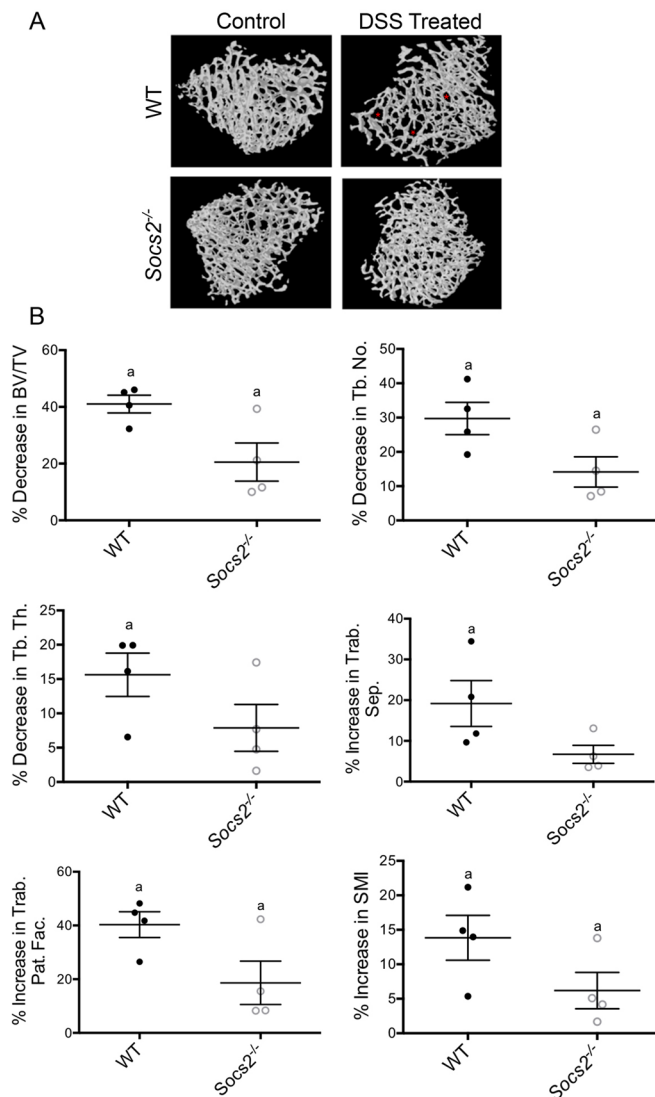 A
Control
DSS Treated
WT
Socs2-/-
B
% Decrease in BV/TV
60
40
20
0
a
a
WT
Socs2-/-
% Decrease in Tb. No.
50
40
30
20
10
0
a
a
WT
Socs2-/-
% Decrease in Tb. Th.
25
20
15
10
5
0
a
WT
Socs2-/-
% Increase in Trab.
Sep.
40
30
20
10
0
a
WT
Socs2-/-
% Increase in Trab.
Pat. Fac.
60
40
20
0
a
a
WT
Socs2-/-
% Increase in SMI
25
20
15
10
5
0
a
a
WT
Socs2-/-